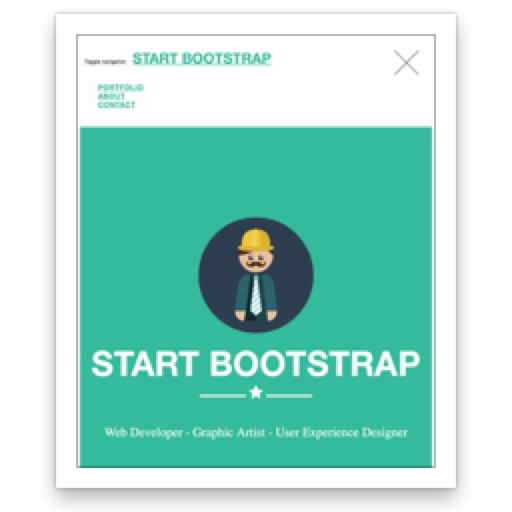 Toggle navigation START BOOTSTRAP
PORTFOLIO
ABOUT
CONTACT
START BOOTSTRAP
Web Developer - Graphic Artist - User Experience Designer